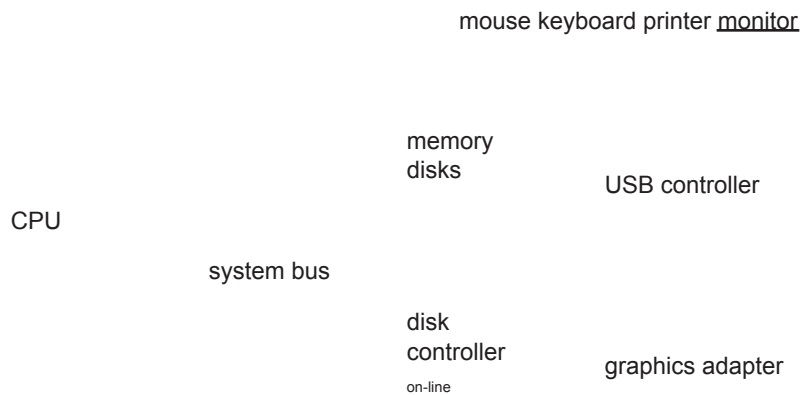 mouse keyboard printer monitor
memory
disks
USB controller
CPU
system bus
disk
controller
graphics adapter
on-line